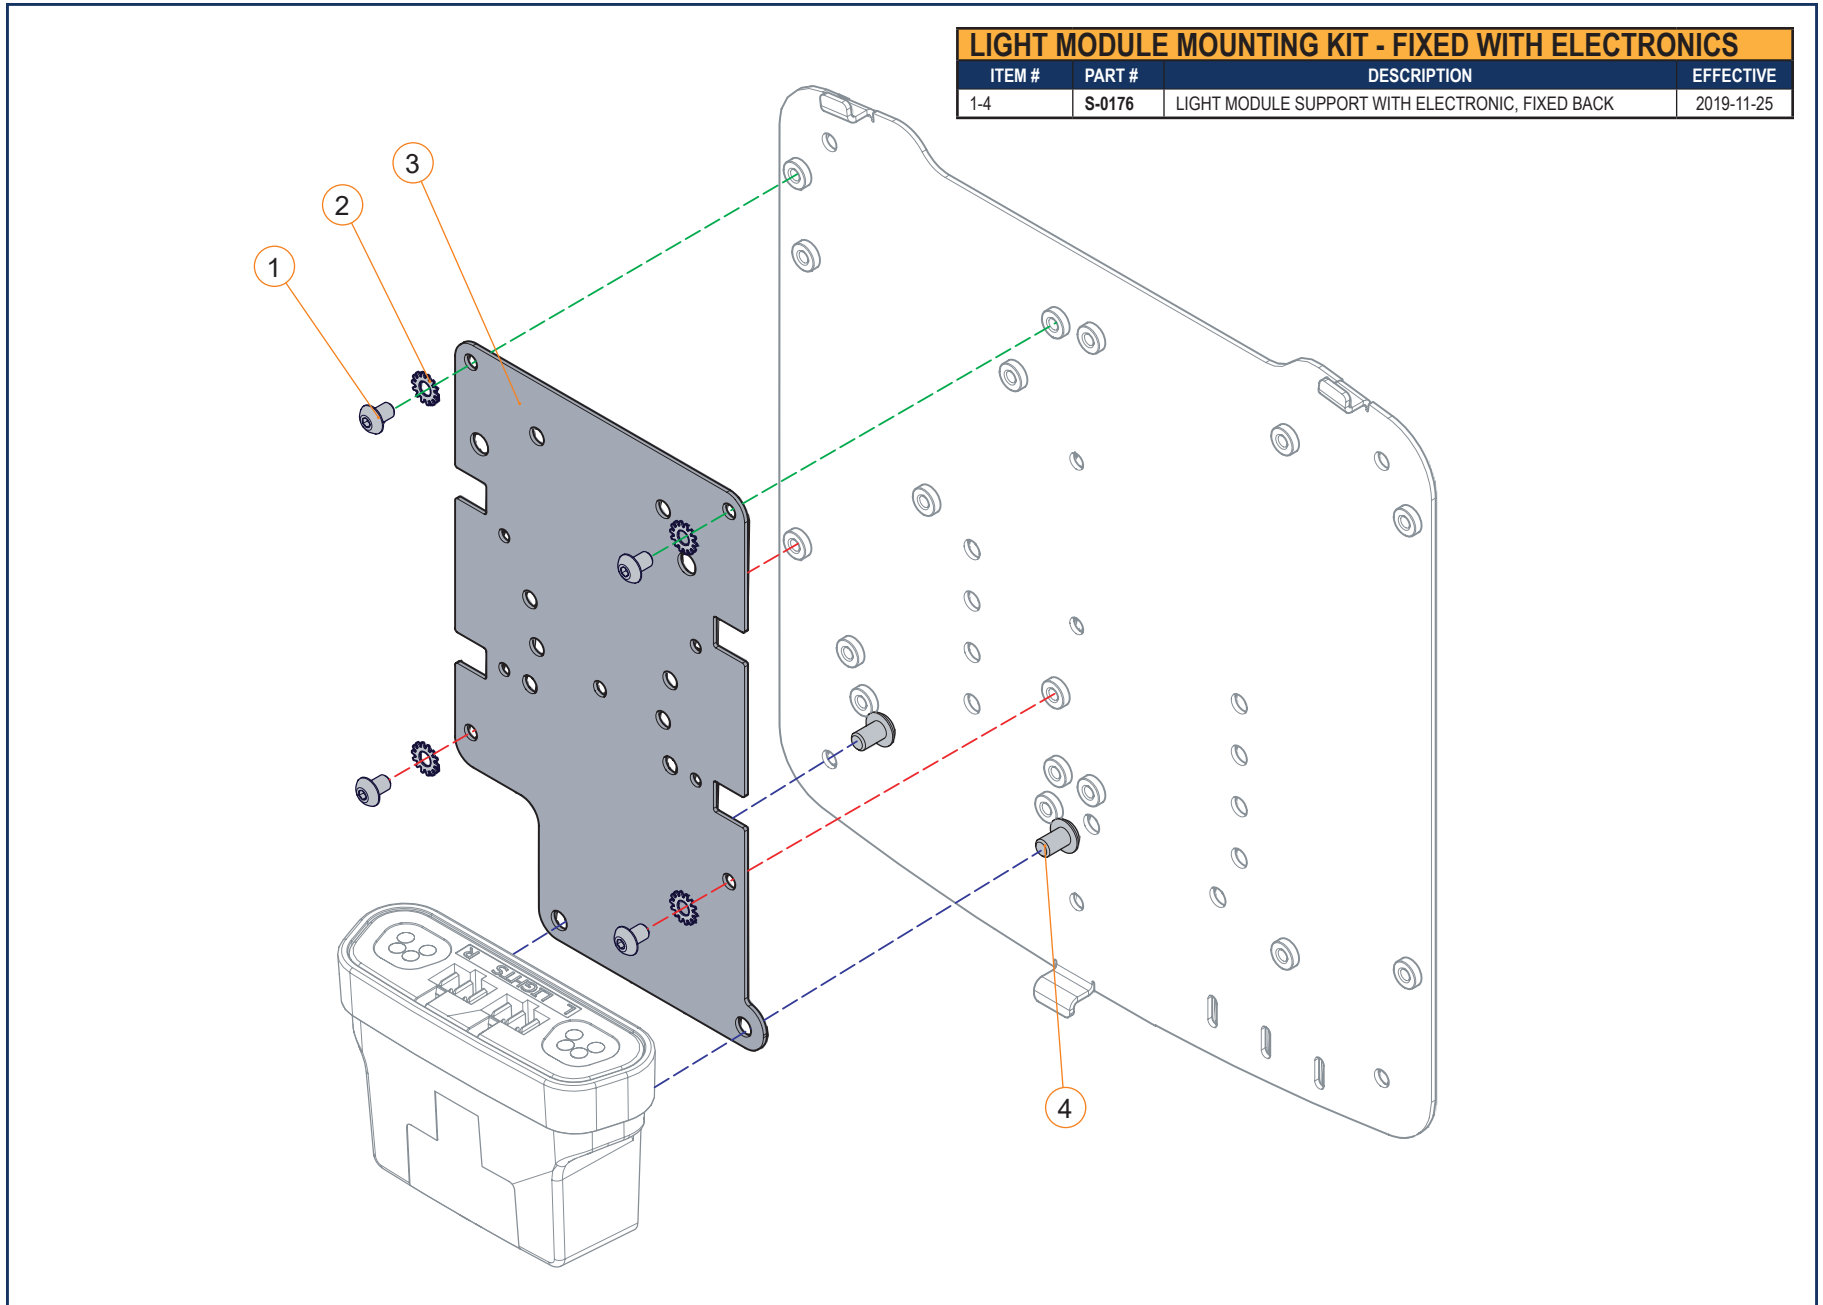 LIGHT MODULE MOUNTING KIT - FIXED WITH ELECTRONICS
ITEM # PART # DESCRIPTION EFFECTIVE
1-4 S-0176 LIGHT MODULE SUPPORT WITH ELECTRONIC, FIXED BACK 2019-11-25
3
2
1
R
LIGHTS
L
4